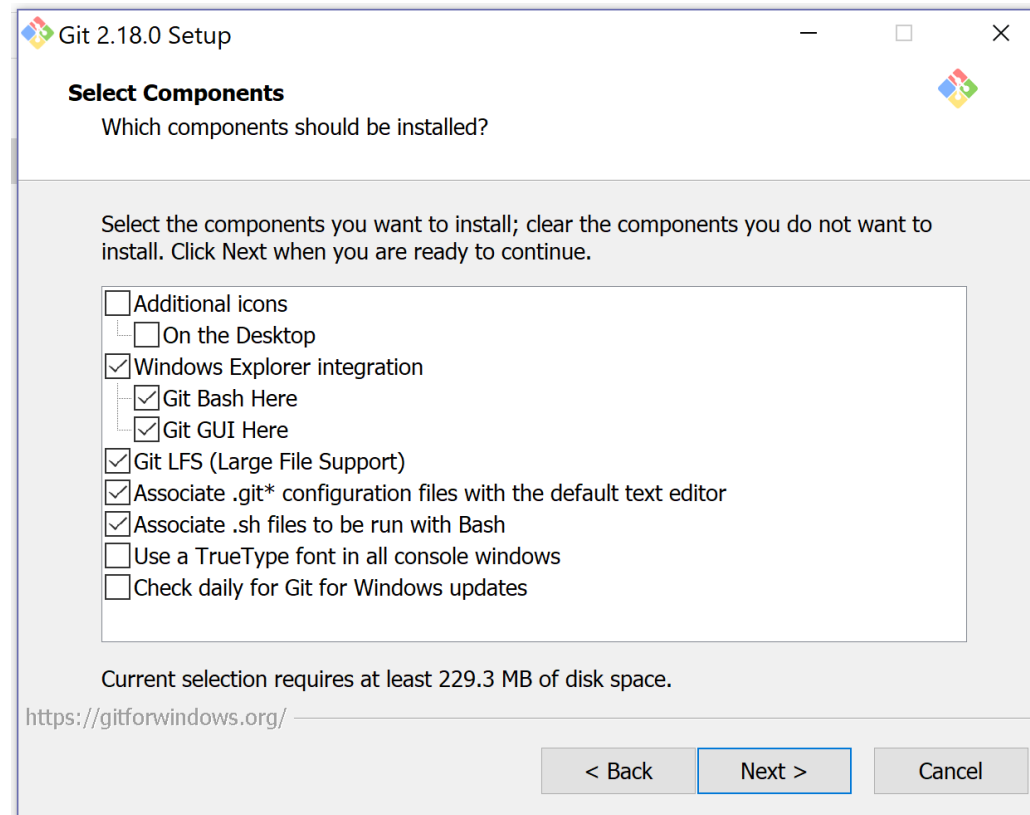 Git 2.18.0 Setup
Select Components
Which components should be installed?
Select the components you want to install; clear the components you do not want to
install. Click Next when you are ready to continue.
Additional icons
On the Desktop
Windows Explorer integration
Git Bash Here
Git GUI Here
Git LFS (Large File Support)
Associate .git* configuration files with the default text editor
Associate .sh files to be run with Bash
Use a TrueType font in all console windows
Check daily for Git for Windows updates
Current selection requires at least 229.3 MB of disk space.
https://gitforwindows.org/
< Back Next > Cancel